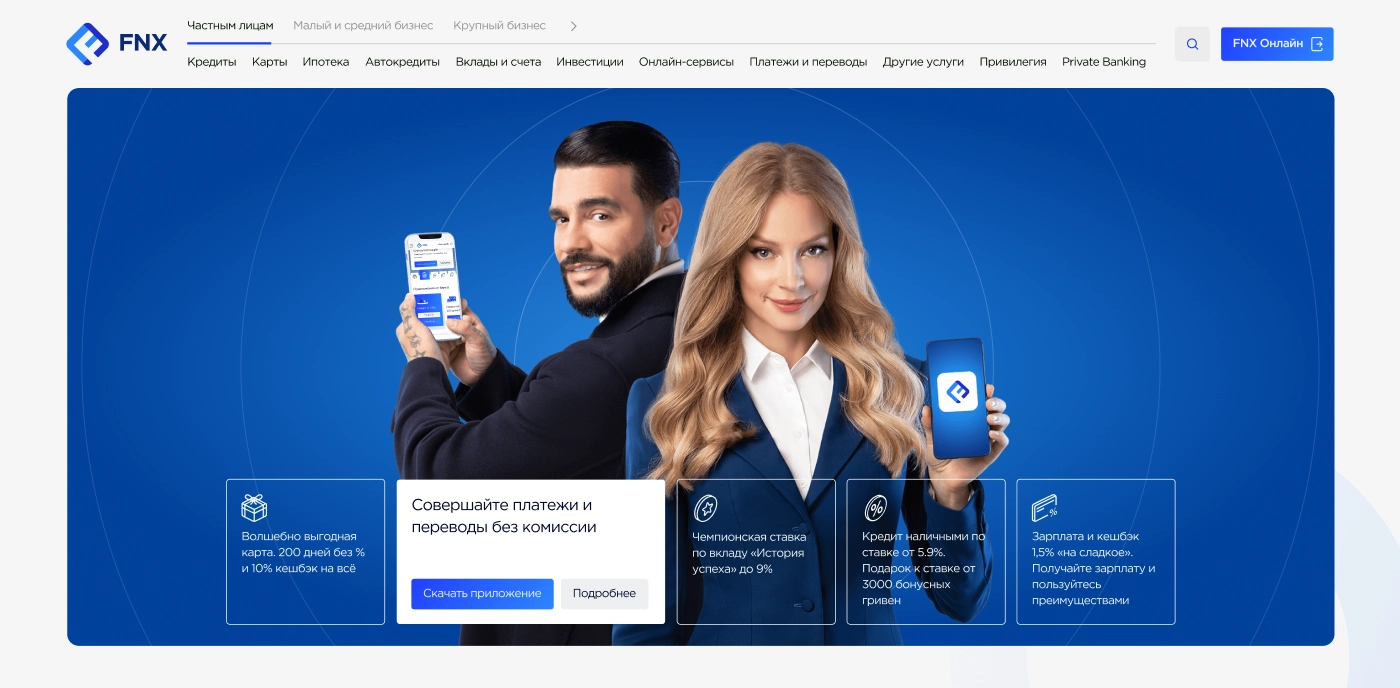 FNX
Частным лицам
Малый и средний бизнес
Крупный бизнес
Кредиты
Карты
Ипотека
Автокредиты
Вклады и счета
Инвестиции
Онлайн-сервисы
Платежи и переводы
Другие услуги
Привилегия
Private Banking
FNX Онлайн
Волшебно выгодная
карта. 200 дней без %
и 10% кешбэк на всё
Совершайте платежи и
переводы без комиссии
Скачать приложение
Подробнее
Чемпионская ставка
по вкладу «История
успеха» до 9%
Кредит наличными по
ставке от 5.9%.
Подарок к ставке от
3000 бонусных
гривен
Зарплата и кешбэк
1,5% «на сладкое».
Получайте зарплату и
пользуйтесь
преимуществами